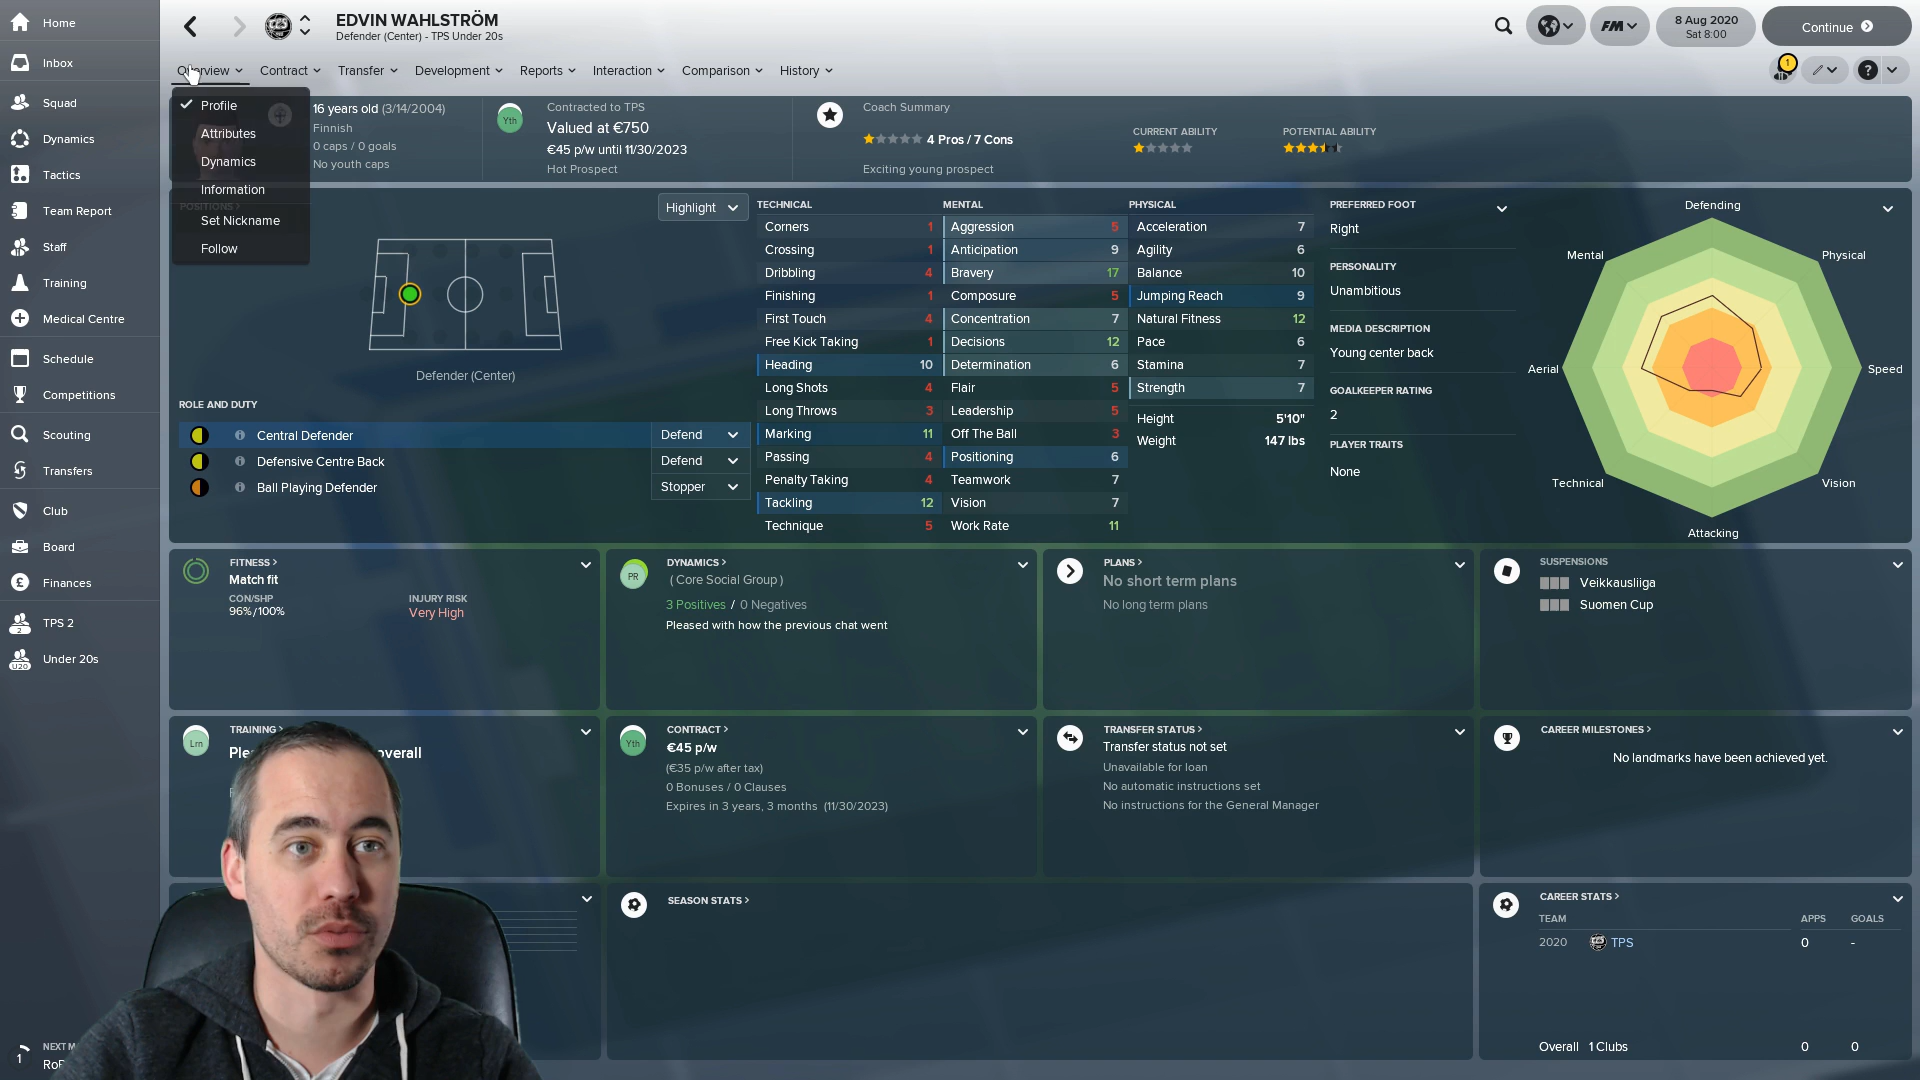 Home
Inbox
Squad
Dynamics
Tactics
Team Report
Staff
Training
Medical Centre
Schedule
Competitions
Scouting
Transfers
Club
Board
Finances
TPS 2
Under 20s
EDVIN WAHLSTRÖM
Defender (Center) - TPS Under 20s
FM
8 Aug 2020
Sat 8:00
Continue
Overview
Contract
Transfer
Development
Reports
Interaction
Comparison
History
1
?
Profile
Attributes
Dynamics
Information
Set Nickname
Follow
16 years old (3/14/2004)
Finnish
0 caps / 0 goals
No youth caps
Yth
Contracted to TPS
Valued at €750
€45 p/w until 11/30/2023
Hot Prospect
Coach Summary
4 Pros / 7 Cons
Exciting young prospect
CURRENT ABILITY
POTENTIAL ABILITY
POSITIONS >
Highlight
Defender (Center)
ROLE AND DUTY
Central Defender Defend
Defensive Centre Back Defend
Ball Playing Defender Stopper
TECHNICAL
Corners 1
Crossing 1
Dribbling 4
Finishing 1
First Touch 4
Free Kick Taking 1
Heading 10
Long Shots 4
Long Throws 3
Marking 11
Passing 4
Penalty Taking 4
Tackling 12
Technique 5
MENTAL
Aggression 5
Anticipation 9
Bravery 17
Composure 5
Concentration 7
Decisions 12
Determination 6
Flair 5
Leadership 5
Off The Ball 3
Positioning 6
Teamwork 7
Vision 7
Work Rate 11
PHYSICAL
Acceleration 7
Agility 6
Balance 10
Jumping Reach 9
Natural Fitness 12
Pace 6
Stamina 7
Strength 7
Height 5'10"
Weight 147 lbs
PREFERRED FOOT
Right
PERSONALITY
Unambitious
MEDIA DESCRIPTION
Young center back
GOALKEEPER RATING
2
PLAYER TRAITS
None
Defending
Mental
Physical
Aerial
Speed
Technical
Vision
Attacking
FITNESS >
Match fit
CON/SHP
96%/100%
INJURY RISK
Very High
PR
DYNAMICS >
( Core Social Group )
3 Positives / 0 Negatives
Pleased with how the previous chat went
PLANS >
No short term plans
No long term plans
SUSPENSIONS
Veikkausliiga
Suomen Cup
Lrn
TRAINING >
overall
Yth
CONTRACT >
€45 p/w
(€35 p/w after tax)
0 Bonuses / 0 Clauses
Expires in 3 years, 3 months (11/30/2023)
TRANSFER STATUS >
Transfer status not set
Unavailable for loan
No automatic instructions set
No instructions for the General Manager
CAREER MILESTONES >
No landmarks have been achieved yet.
SEASON STATS >
CAREER STATS >
TEAM APPS GOALS
2020 TPS 0 -
Overall 1 Clubs 0 0
1
NEXT M